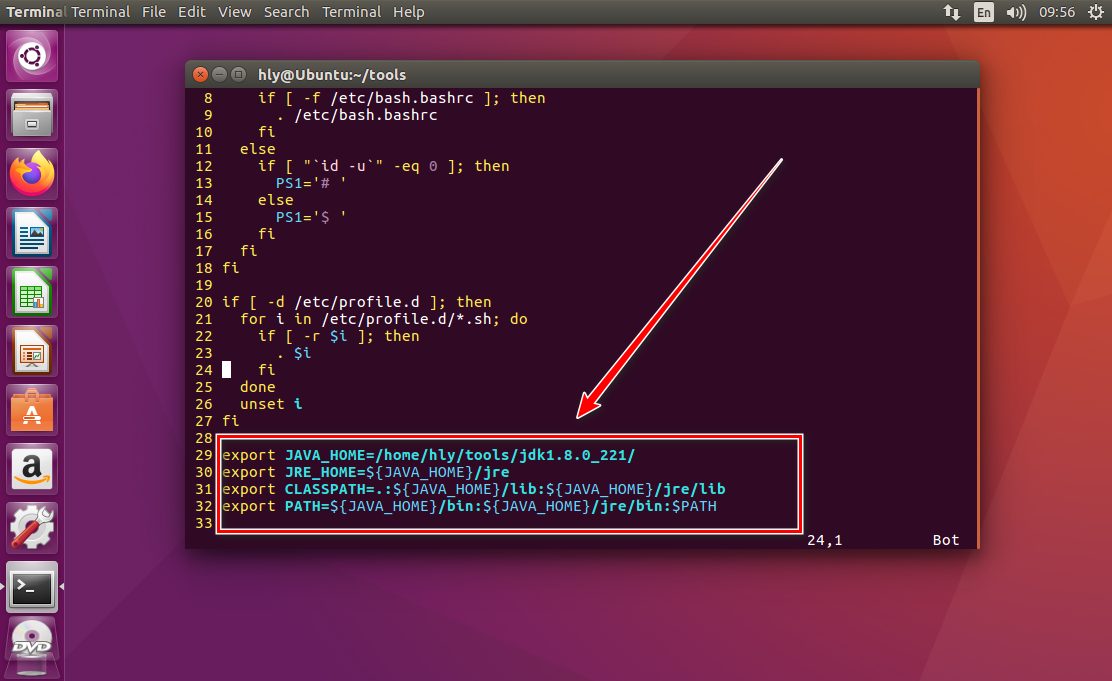 Terminal Terminal File Edit View Search Terminal Help En 09:56
hly@Ubuntu:~/tools
8     if [ -f /etc/bash.bashrc ]; then
9       . /etc/bash.bashrc
10     fi
11   else
12     if [ "`id -u`" -eq 0 ]; then
13       PS1='# '
14     else
15       PS1='$ '
16     fi
17   fi
18 fi
19
20 if [ -d /etc/profile.d ]; then
21   for i in /etc/profile.d/*.sh; do
22     if [ -r $i ]; then
23       . $i
24     fi
25   done
26   unset i
27 fi
28
29 export JAVA_HOME=/home/hly/tools/jdk1.8.0_221/
30 export JRE_HOME=${JAVA_HOME}/jre
31 export CLASSPATH=.:${JAVA_HOME}/lib:${JAVA_HOME}/jre/lib
32 export PATH=${JAVA_HOME}/bin:${JAVA_HOME}/jre/bin:$PATH
33
24,1 Bot
A
a
>_
DVD